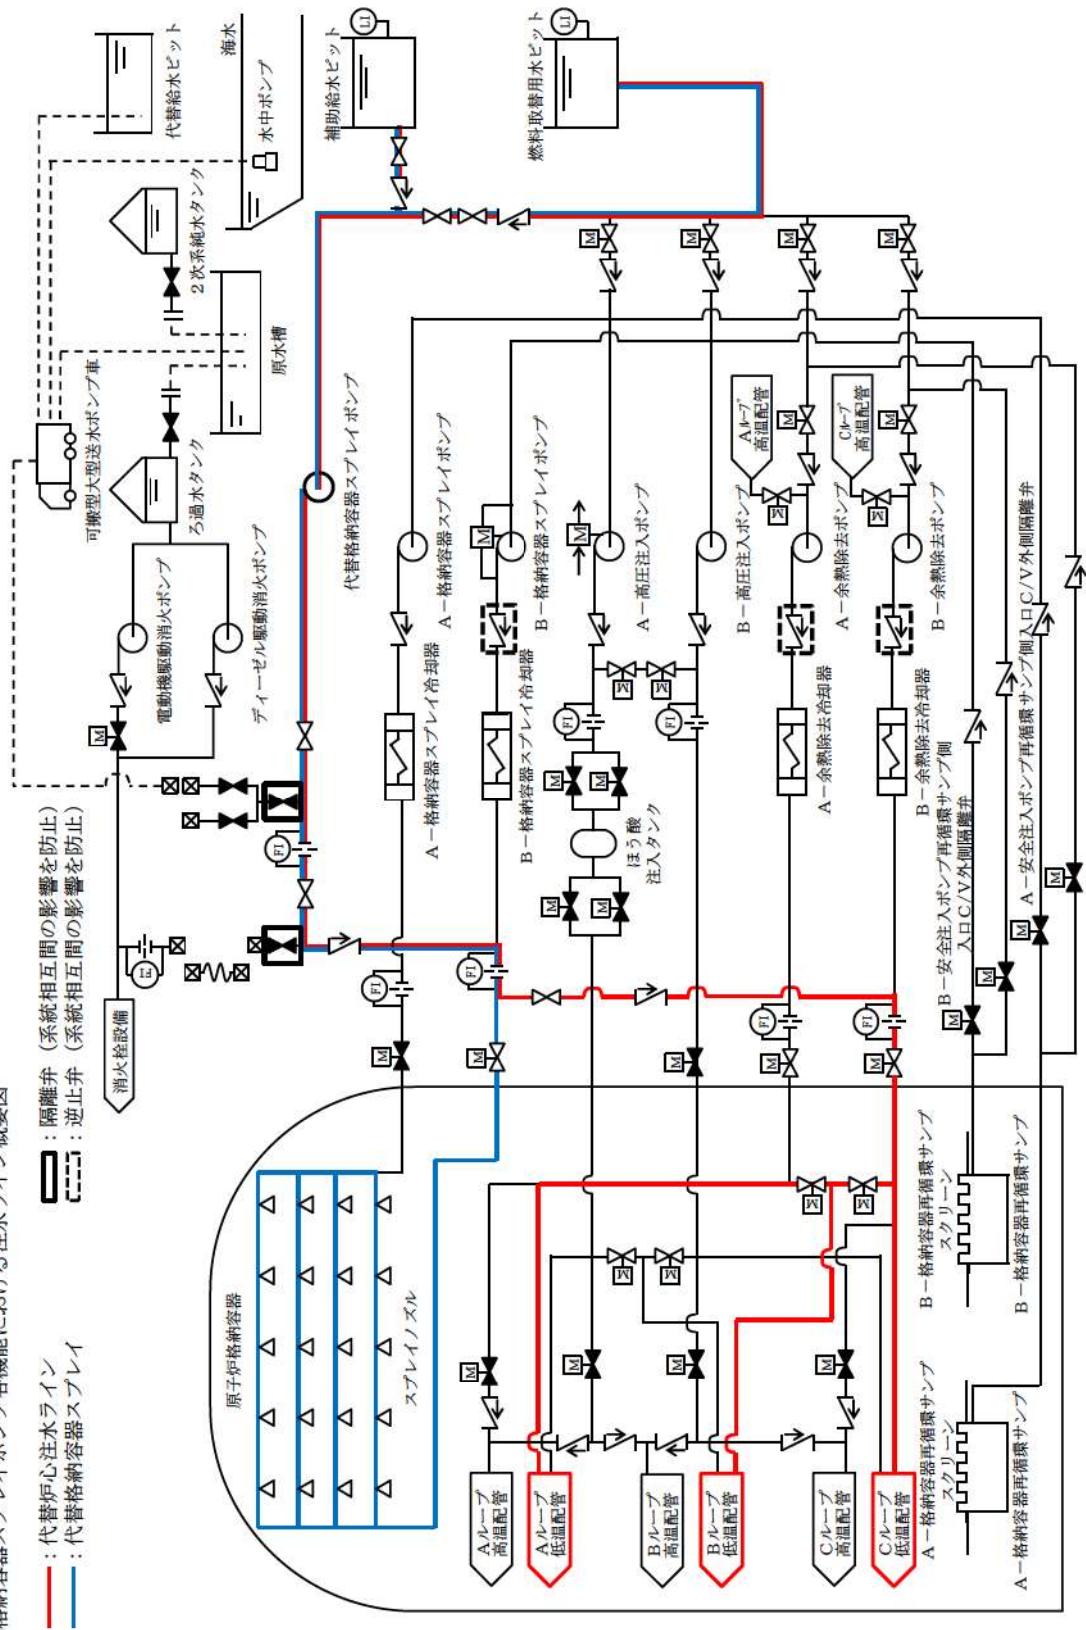 格納容器スプレイポンプ各機能における注水ライン概要図
：代替炉心注水ライン
：代替格納容器スプレイ
：隔離弁（系統相互間の影響を防止）
：逆止弁（系統相互間の影響を防止）
消火栓設備
FI
M
電動機駆動消火ポンプ
ディーゼル駆動消火ポンプ
ろ過水タンク
可搬型大型送水ポンプ車
2次系純水タンク
原水槽
代替給水ピット
海水
水中ポンプ
補助給水ピット
LI
燃料取替用水ピット
LI
代替格納容器スプレイポンプ
FI
A－格納容器スプレイポンプ
A－格納容器スプレイ冷却器
FI
M
B－格納容器スプレイポンプ
M
B－格納容器スプレイ冷却器
FI
M
A－高圧注入ポンプ
M
M
M
M
FI
M
M
ほう酸
注入タンク
M
M
B－高圧注入ポンプ
M
FI
M
Aループ
高温配管
M
M
M
A－余熱除去ポンプ
A－余熱除去冷却器
FI
M
Cループ
高温配管
M
M
M
B－余熱除去ポンプ
B－余熱除去冷却器
FI
M
B－安全注入ポンプ再循環サンプ側
入口C/V外側隔離弁
M
M
A－安全注入ポンプ再循環サンプ側入口C/V外側隔離弁
M
M
原子炉格納容器
スプレイノズル
M
M
M
M
M
M
M
M
Aループ
高温配管
Aループ
低温配管
Bループ
高温配管
Bループ
低温配管
Cループ
高温配管
Cループ
低温配管
B－格納容器再循環サンプ
スクリーン
B－格納容器再循環サンプ
A－格納容器再循環サンプ
スクリーン
A－格納容器再循環サンプ